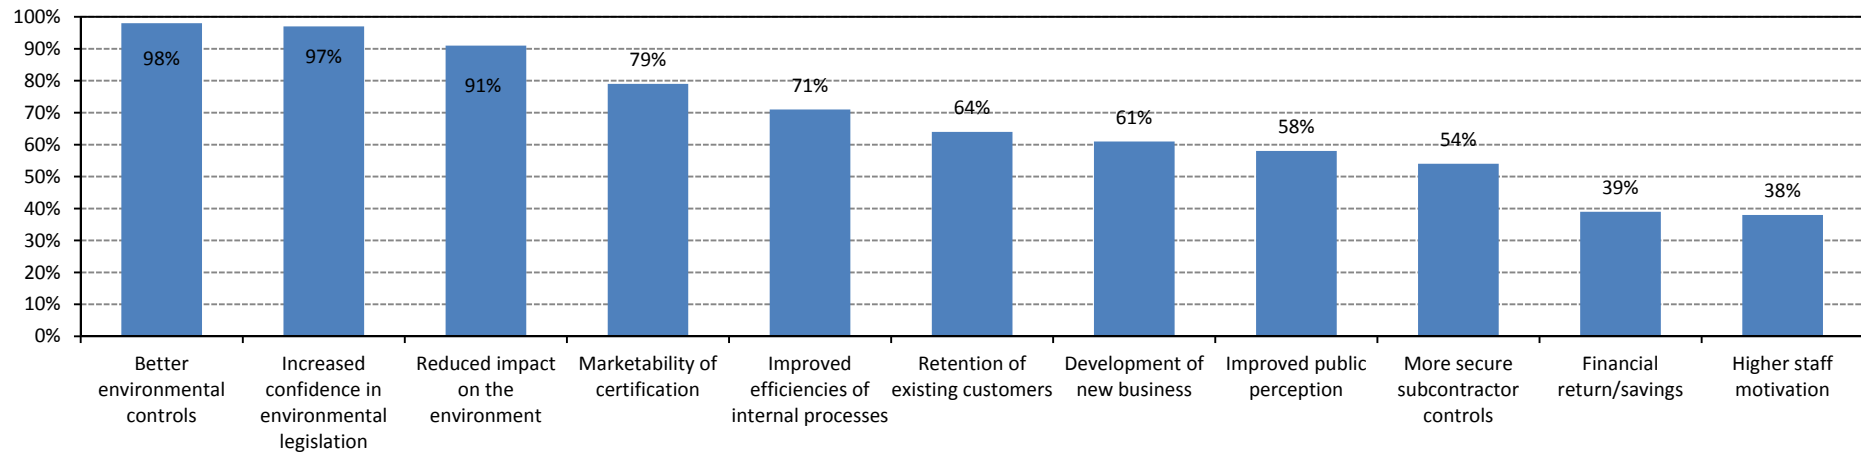 100%
90%
80%
70%
60%
50%
40%
30%
20%
10%
0%
98%
97%
91%
79%
71%
64%
61%
58%
54%
39%
38%
Better
environmental
controls
Increased
confidence in
environmental
legislation
Reduced impact
on the
environment
Marketability of
certification
Improved
efficiencies of
internal processes
Retention of
existing customers
Development of
new business
Improved public
perception
More secure
subcontractor
controls
Financial
return/savings
Higher staff
motivation